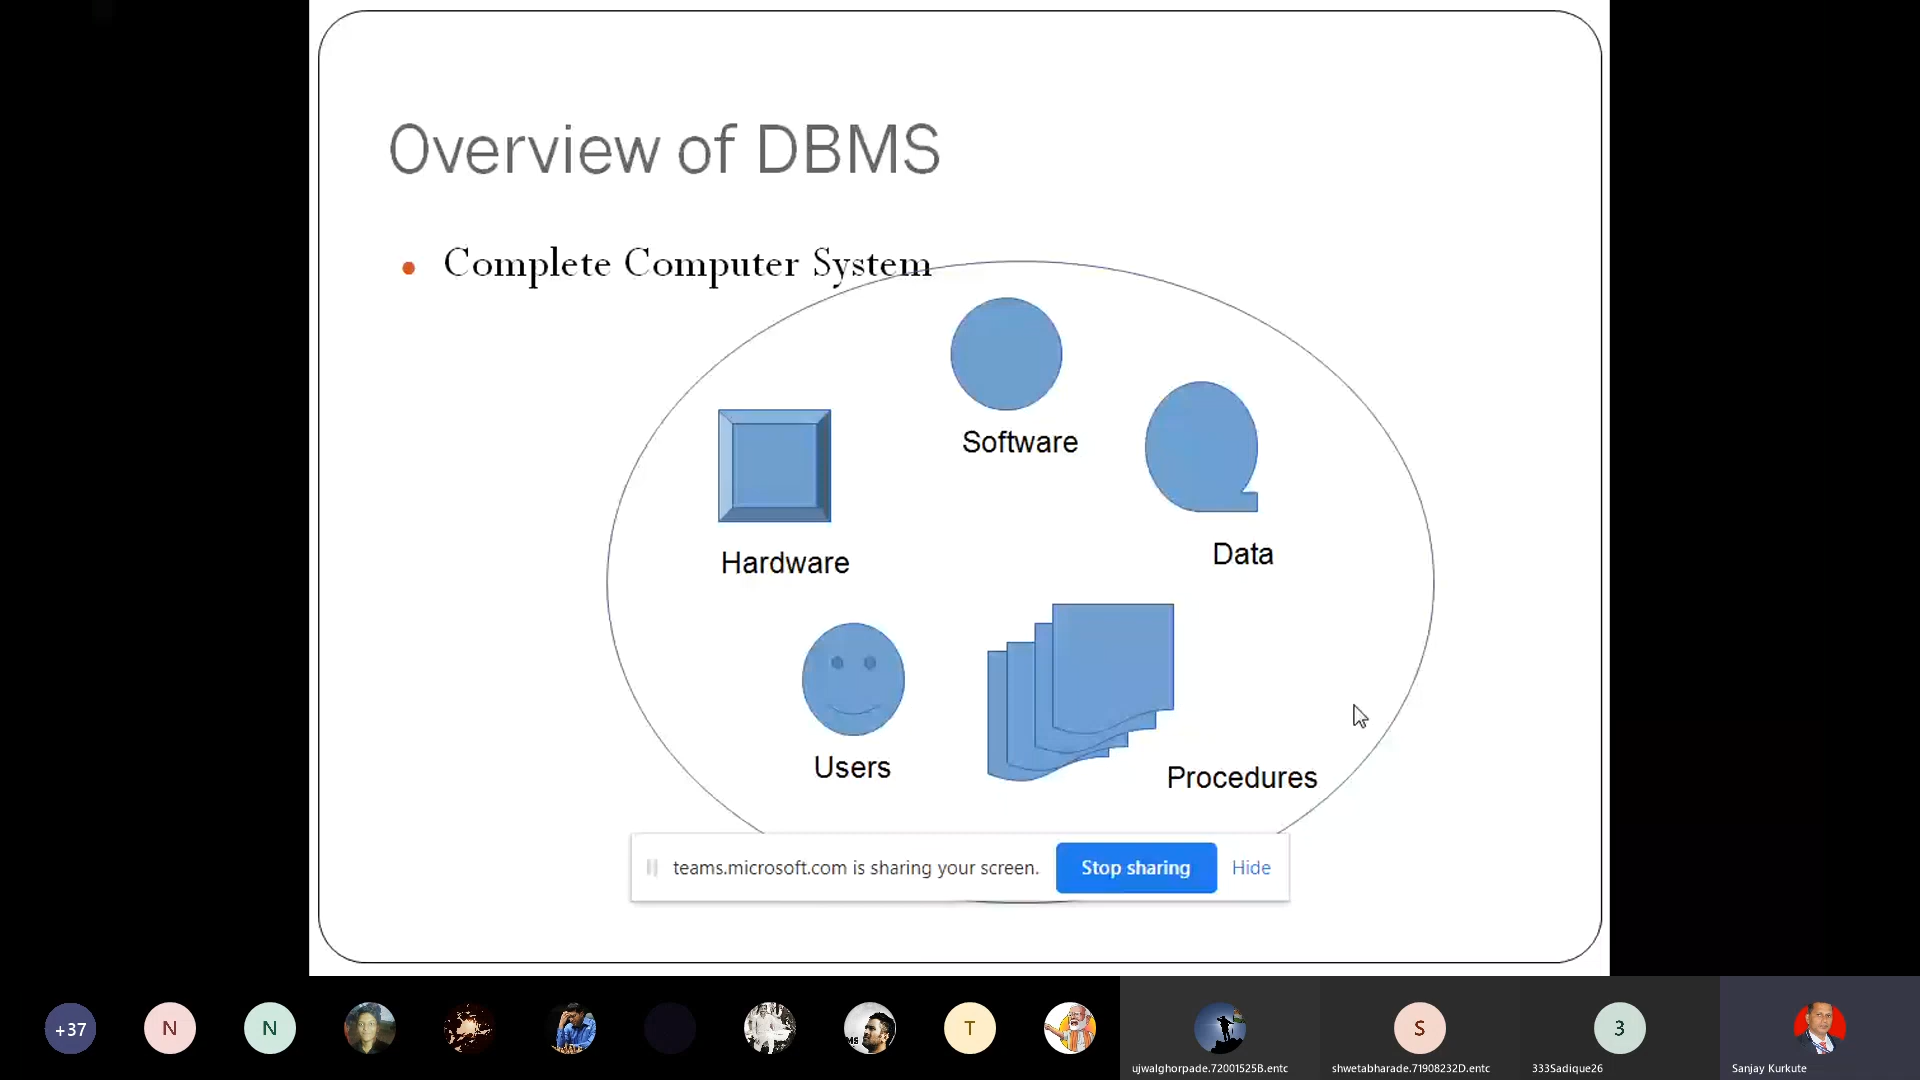 Overview of DBMS
Complete Computer System
Software
Data
Hardware
Users
Procedures
teams.microsoft.com is sharing your screen. Stop sharing Hide
+37 N N T S 3
ujwalghorpade.72001525B.entc shwetabharade.71908232D.entc 333Sadique26 Sanjay Kurkute